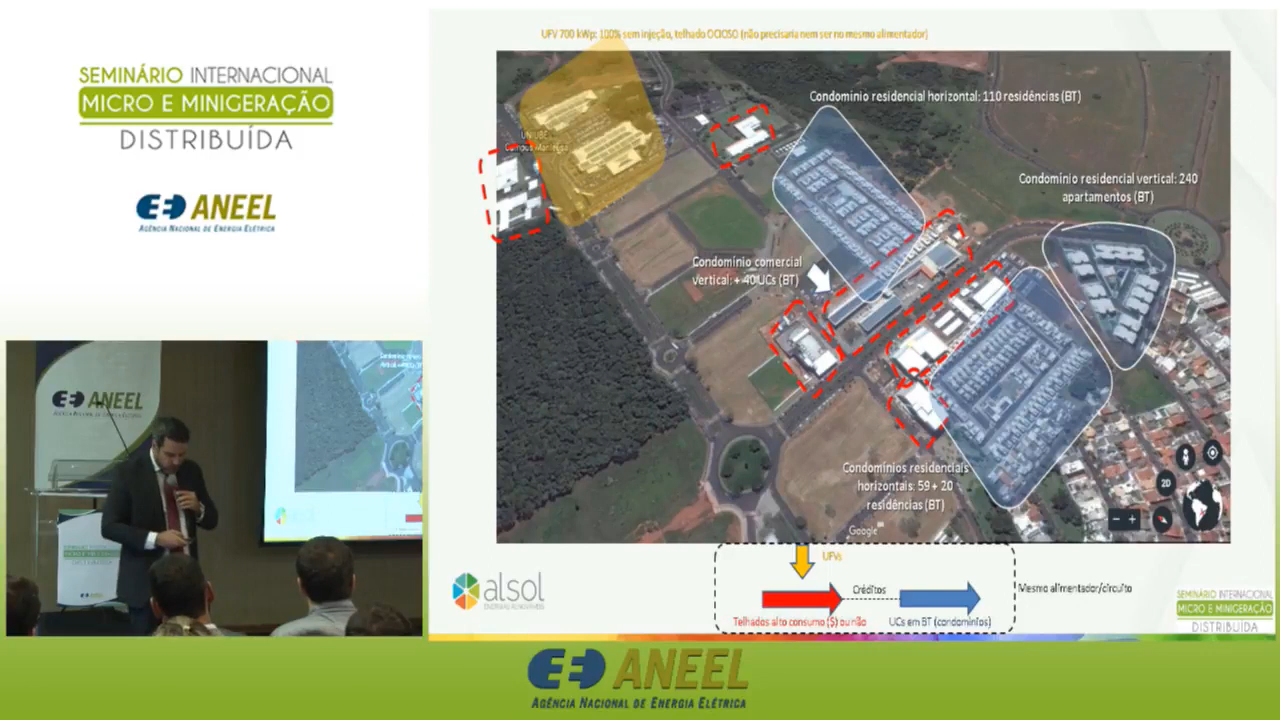 SEMINÁRIO INTERNACIONAL
MICRO E MINIGERAÇÃO
DISTRIBUÍDA
ANEEL
AGÊNCIA NACIONAL DE ENERGIA ELÉTRICA
UFV 700 kWp: 100% sem injeção, telhado OCIOSO (não precisaria nem ser no mesmo alimentador)
Condomínio residencial horizontal: 110 residências (BT)
UNIUBE
Condomínio residencial vertical: 240
apartamentos (BT)
Condomínio comercial
vertical: + 40 UCs (BT)
Condomínios residenciais
horizontais: 59 + 20
residências (BT)
Google
2D
UFVs
Créditos
Mesmo alimentador/circuito
Telhados alto consumo ($) ou não
UCs em BT (condomínios)
alsol
SEMINÁRIO INTERNACIONAL
MICRO E MINIGERAÇÃO
DISTRIBUÍDA
ANEEL
ANEEL
AGÊNCIA NACIONAL DE ENERGIA ELÉTRICA